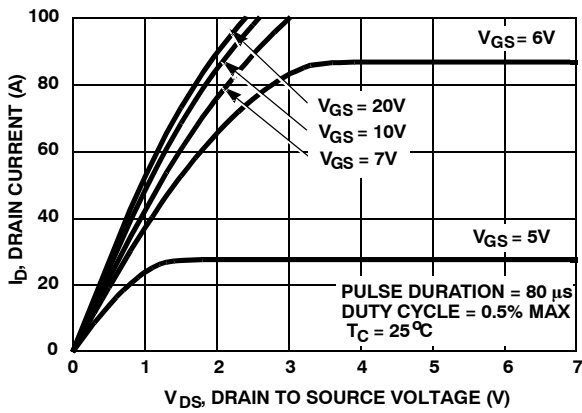 I_D, DRAIN CURRENT (A)
100
80
60
40
20
0
V_GS = 6V
V_GS = 20V
V_GS = 10V
V_GS = 7V
V_GS = 5V
PULSE DURATION = 80 µs
DUTY CYCLE = 0.5% MAX
T_C = 25°C
0 1 2 3 4 5 6 7
V_DS, DRAIN TO SOURCE VOLTAGE (V)